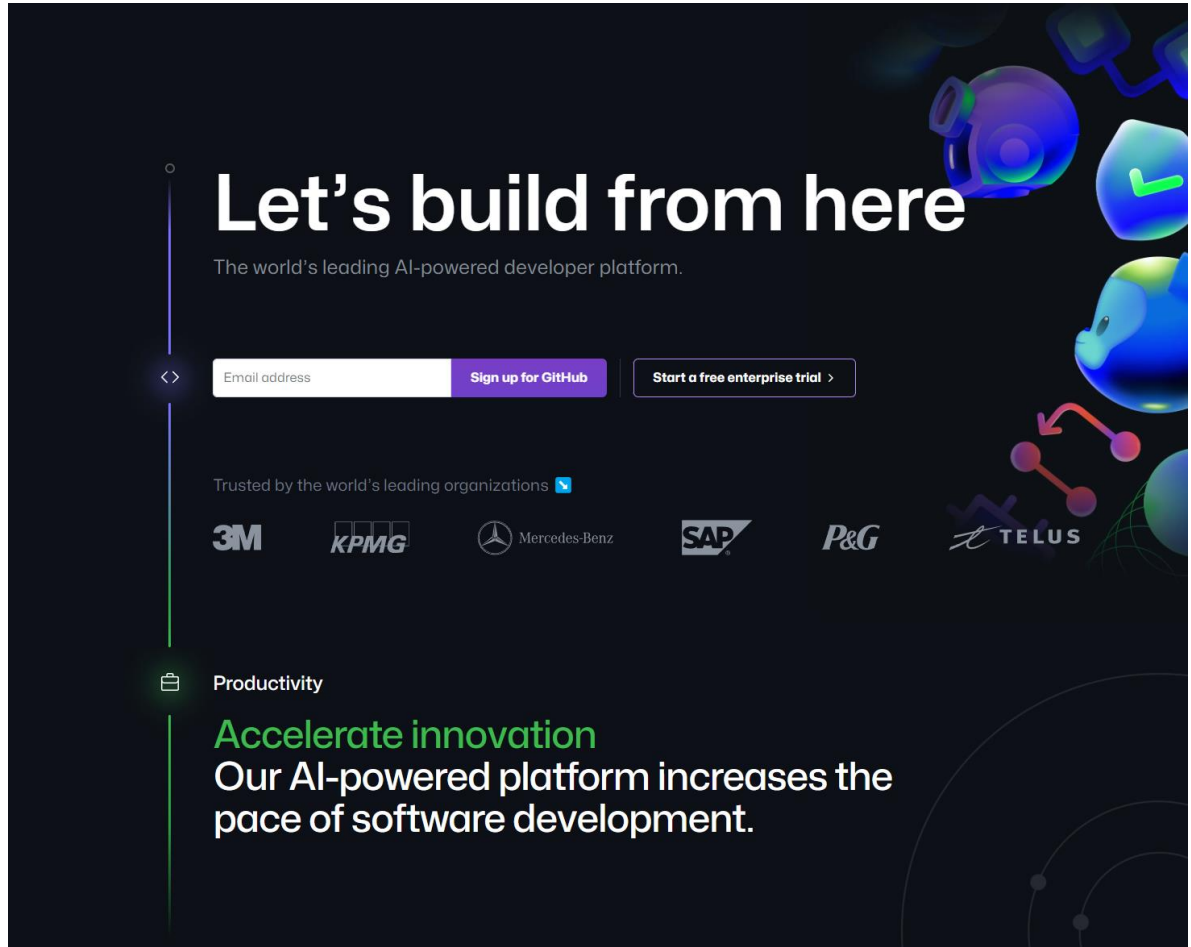 Let’s build from here
The world’s leading AI-powered developer platform.
Email address
Sign up for GitHub
Start a free enterprise trial
Trusted by the world’s leading organizations
3M
KPMG
Mercedes-Benz
SAP®
P&G
TELUS
Productivity
Accelerate innovation
Our AI-powered platform increases the
pace of software development.